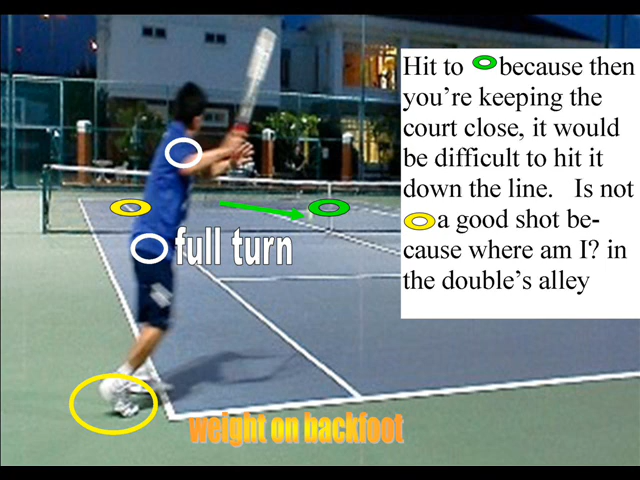 Hit to because then
you're keeping the
court close, it would
be difficult to hit it
down the line. Is not
a good shot be-
cause where am I? in
the double's alley
full turn
weight on backfoot